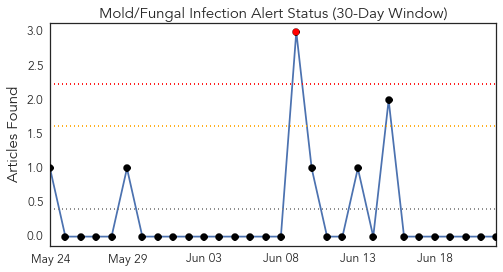 Mold/Fungal Infection Alert Status (30-Day Window)
Articles Found
3.0
2.5
2.0
1.5
1.0
0.5
0.0
May 24 May 29 Jun 03 Jun 08 Jun 13 Jun 18